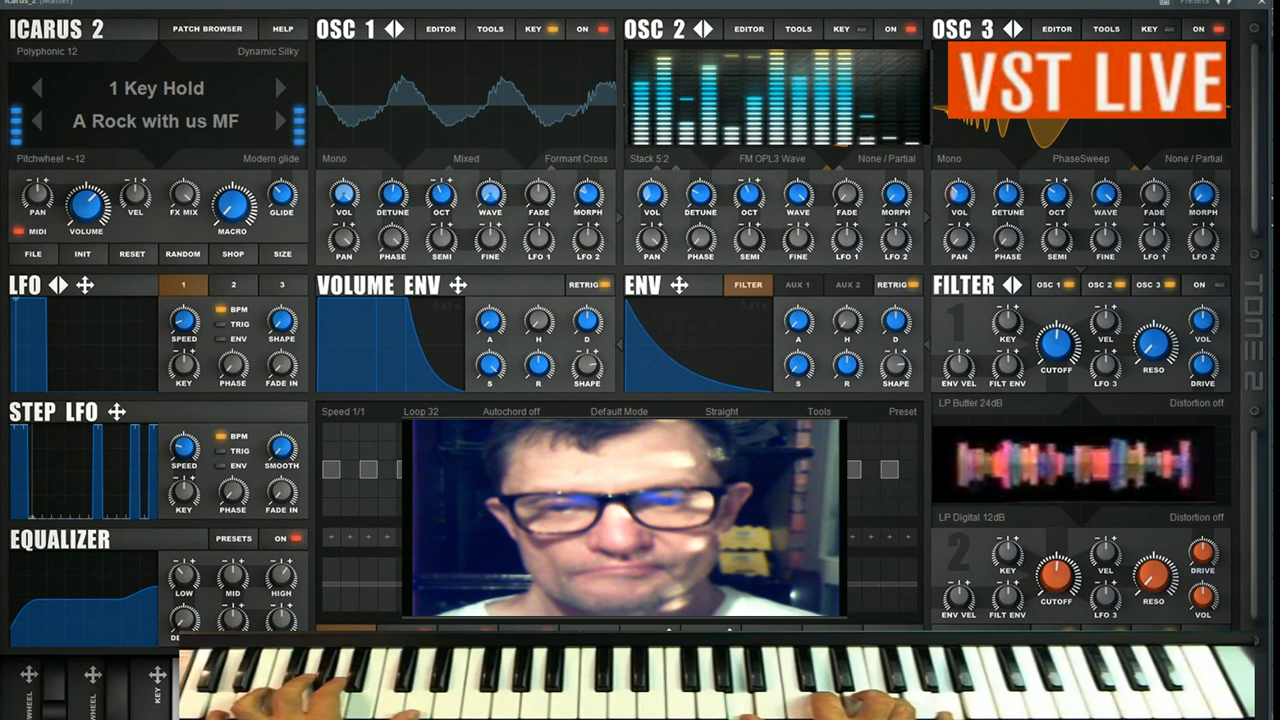 Icarus_2 (Master)
Presets
ICARUS 2 PATCH BROWSER HELP
Polyphonic 12 Dynamic Silky
1 Key Hold
A Rock with us MF
Pitchwheel +-12 Modern glide
PAN VOLUME VEL FX MIX MACRO GLIDE
MIDI
FILE INIT RESET RANDOM SHOP SIZE
OSC 1 EDITOR TOOLS KEY ON
Mono Mixed Formant Cross
VOL DETUNE OCT WAVE FADE MORPH
PAN PHASE SEMI FINE LFO 1 LFO 2
OSC 2 EDITOR TOOLS KEY ON
Stack 5:2 FM OPL3 Wave None / Partial
VOL DETUNE OCT WAVE FADE MORPH
PAN PHASE SEMI FINE LFO 1 LFO 2
OSC 3 EDITOR TOOLS KEY ON
VST LIVE
Mono PhaseSweep None / Partial
VOL DETUNE OCT WAVE FADE MORPH
PAN PHASE SEMI FINE LFO 1 LFO 2
LFO 1 2 3
BPM
TRIG
ENV
SPEED SHAPE
KEY PHASE FADE IN
VOLUME ENV RETRIG
A H D
S R SHAPE
ENV FILTER AUX 1 AUX 2 RETRIG
A H D
S R SHAPE
FILTER OSC 1 OSC 2 OSC 3 ON
1
KEY CUTOFF VEL RESO VOL
ENV VEL FILT ENV LFO 3 DRIVE
LP Butter 24dB Distortion off
TONE 2
STEP LFO
BPM
TRIG
ENV
SPEED SMOOTH
KEY PHASE FADE IN
Speed 1/1 Loop 32 Autochord off Default Mode Straight Tools Preset
LP Digital 12dB Distortion off
2
KEY CUTOFF VEL RESO DRIVE
ENV VEL FILT ENV LFO 3 VOL
EQUALIZER PRESETS ON
LOW MID HIGH
WHEEL WHEEL KEY